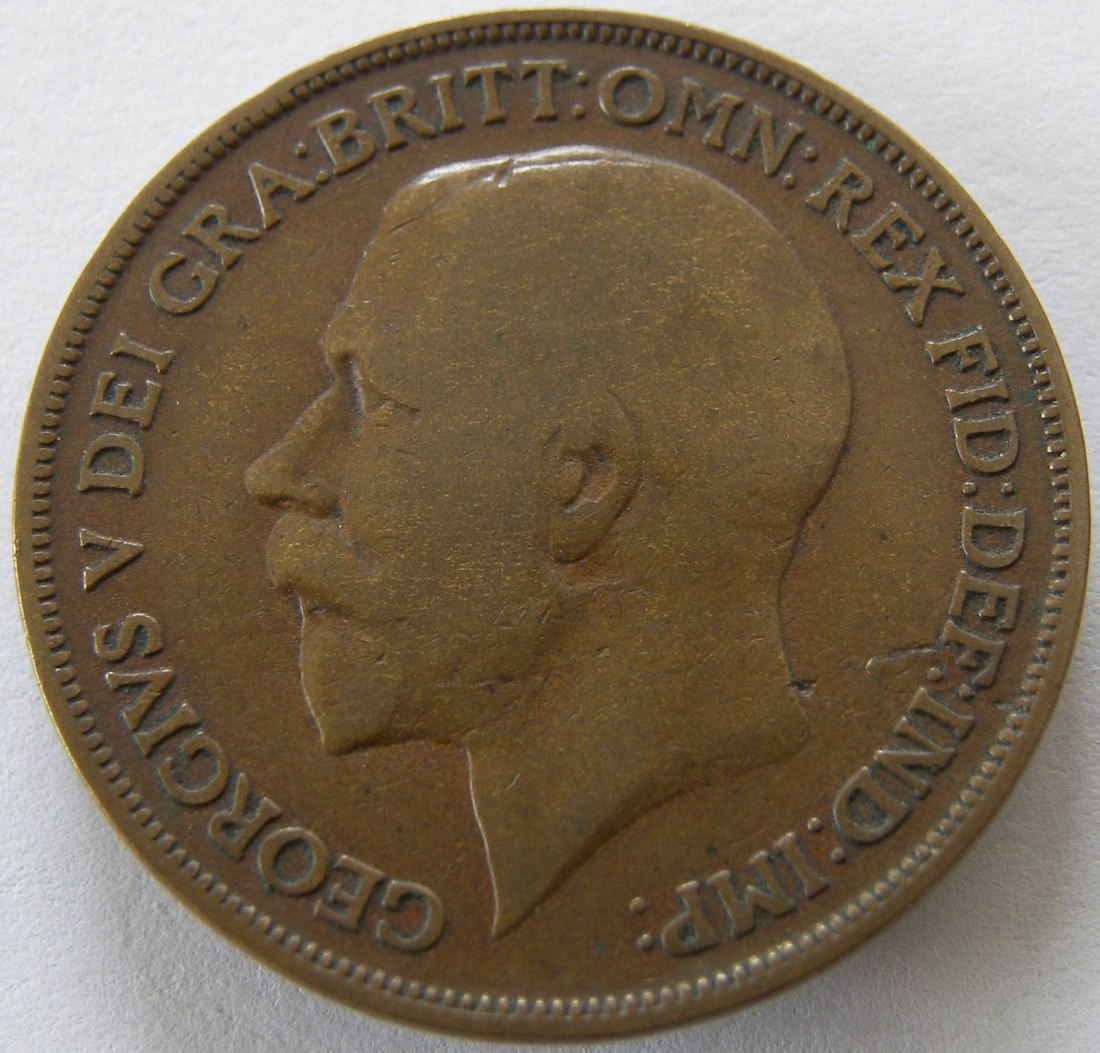 GEORGIVS V DEI GRA: BRITT: OMN: REX FID: DEF: IND: IMP: